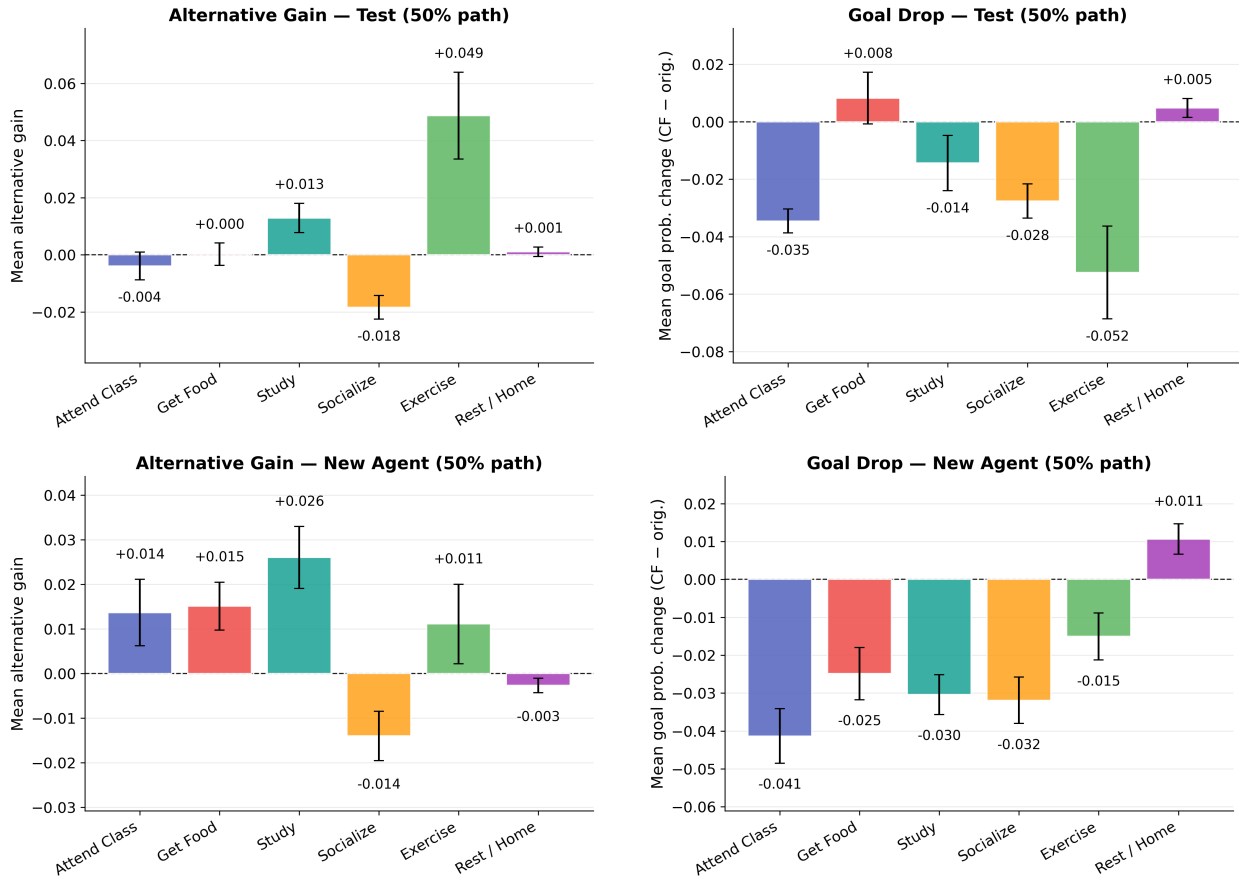 Alternative Gain — Test (50% path)
Mean alternative gain
0.06
0.04
0.02
0.00
−0.02
-0.004
+0.000
+0.013
-0.018
+0.049
+0.001
Attend Class
Get Food
Study
Socialize
Exercise
Rest / Home
Goal Drop — Test (50% path)
Mean goal prob. change (CF − orig.)
0.02
0.00
−0.02
−0.04
−0.06
−0.08
-0.035
+0.008
-0.014
-0.028
-0.052
+0.005
Attend Class
Get Food
Study
Socialize
Exercise
Rest / Home
Alternative Gain — New Agent (50% path)
Mean alternative gain
0.04
0.03
0.02
0.01
0.00
−0.01
−0.02
−0.03
+0.014
+0.015
+0.026
-0.014
+0.011
-0.003
Attend Class
Get Food
Study
Socialize
Exercise
Rest / Home
Goal Drop — New Agent (50% path)
Mean goal prob. change (CF − orig.)
0.02
0.01
0.00
−0.01
−0.02
−0.03
−0.04
−0.05
−0.06
-0.041
-0.025
-0.030
-0.032
-0.015
+0.011
Attend Class
Get Food
Study
Socialize
Exercise
Rest / Home